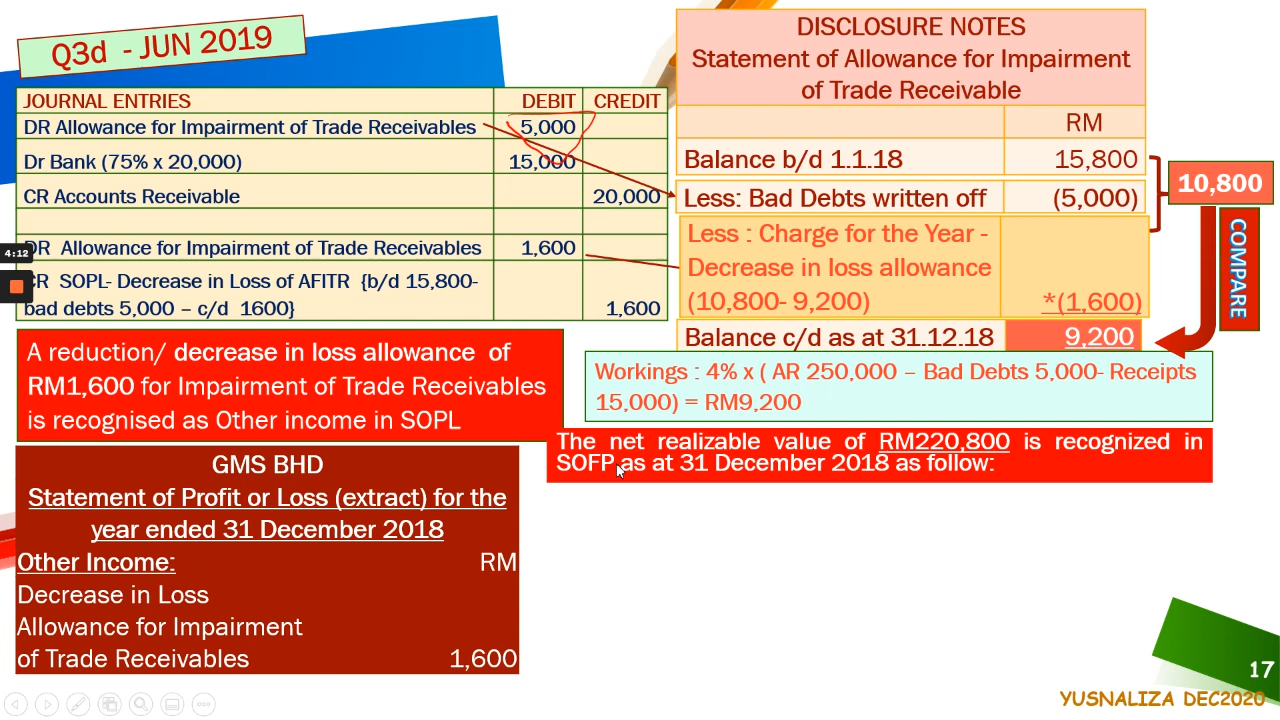 Q3d - JUN 2019
JOURNAL ENTRIES DEBIT CREDIT
DR Allowance for Impairment of Trade Receivables 5,000
Dr Bank (75% x 20,000) 15,000
CR Accounts Receivable 20,000
DR Allowance for Impairment of Trade Receivables 1,600
CR SOPL- Decrease in Loss of AFITR {b/d 15,800-
bad debts 5,000 – c/d 1600} 1,600
4:12
A reduction/ decrease in loss allowance of
RM1,600 for Impairment of Trade Receivables
is recognised as Other income in SOPL
GMS BHD
Statement of Profit or Loss (extract) for the
year ended 31 December 2018
Other Income: RM
Decrease in Loss
Allowance for Impairment
of Trade Receivables 1,600
DISCLOSURE NOTES
Statement of Allowance for Impairment
of Trade Receivable
RM
Balance b/d 1.1.18 15,800
Less: Bad Debts written off (5,000)
Less : Charge for the Year -
Decrease in loss allowance
(10,800- 9,200) *(1,600)
Balance c/d as at 31.12.18 9,200
10,800
COMPARE
Workings : 4% x ( AR 250,000 – Bad Debts 5,000- Receipts
15,000) = RM9,200
The net realizable value of RM220,800 is recognized in
SOFP as at 31 December 2018 as follow:
17
YUSNALIZA DEC2020